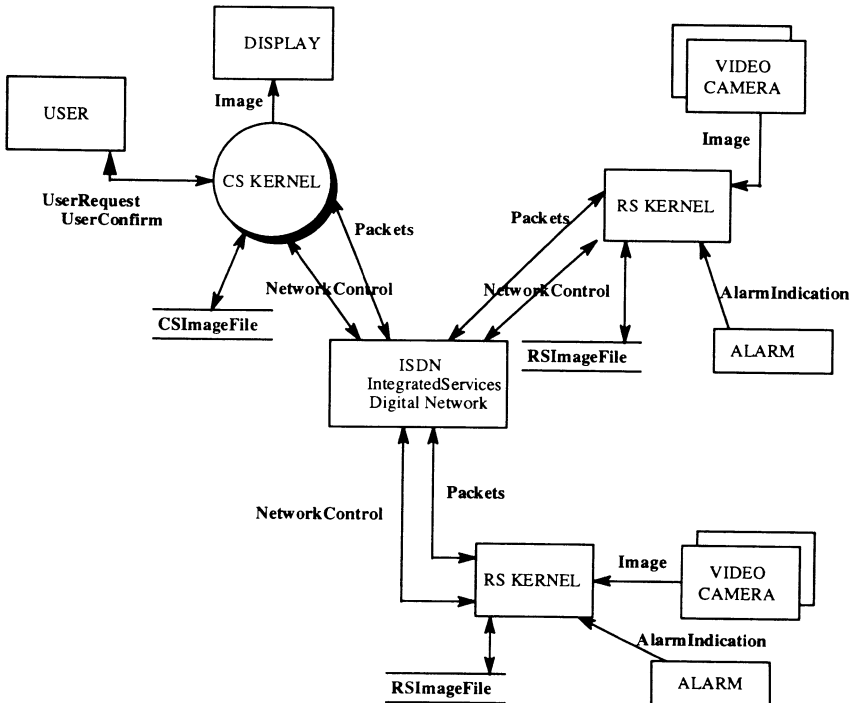 DISPLAY
VIDEO
CAMERA
Image
USER
Image
CS KERNEL
RS KERNEL
UserRequest
UserConfirm
Packets
Packets
NetworkControl
NetworkControl
AlarmIndication
CSImageFile
RSImageFile
ALARM
ISDN
IntegratedServices
Digital Network
Packets
NetworkControl
Image
RS KERNEL
VIDEO
CAMERA
AlarmIndication
RSImageFile
ALARM